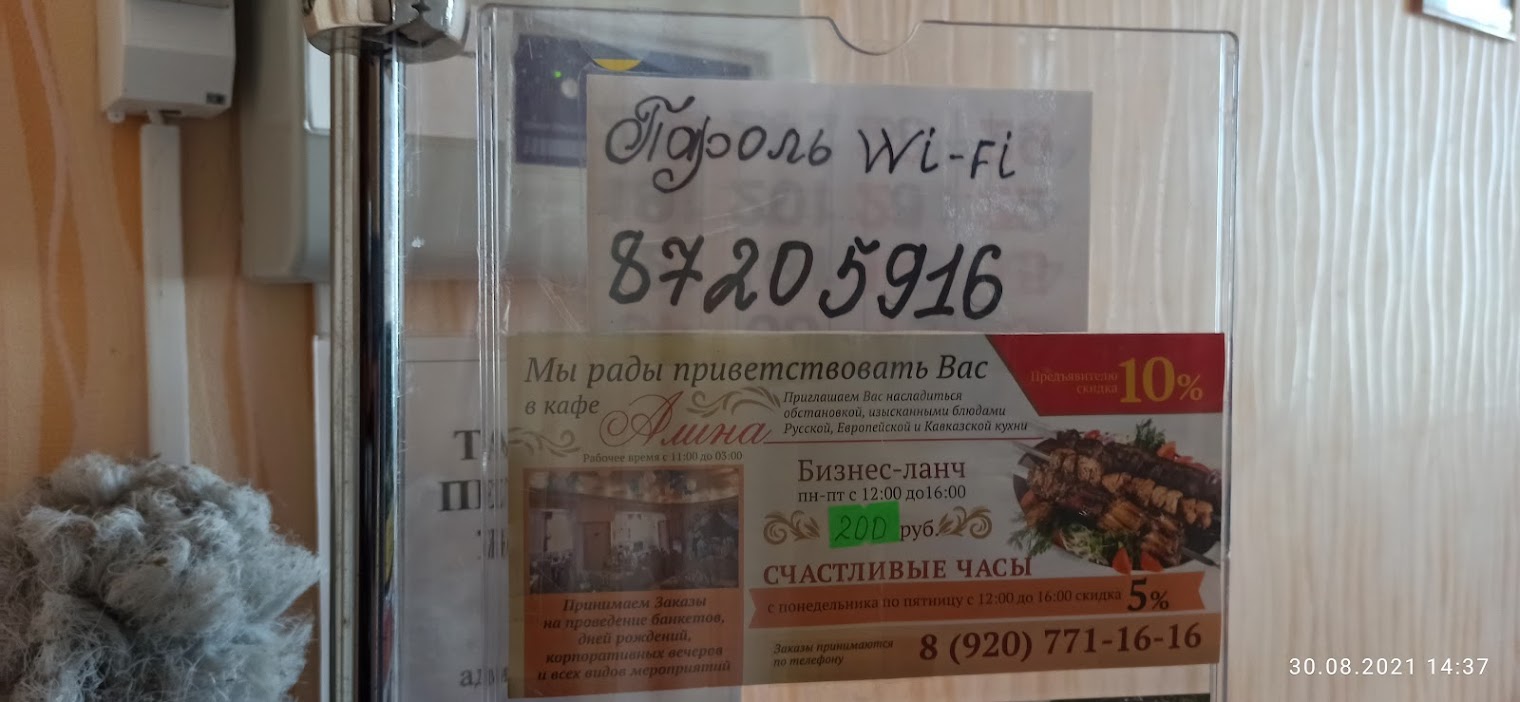 Пароль Wi-Fi
87205916
Мы рады приветствовать Вас
в кафе Алина
Приглашаем Вас насладиться
обстановкой, изысканными блюдами
Русской, Европейской и Кавказской кухни
Предъявителю
скидка 10%
Рабочее время с 11:00 до 03:00
Бизнес-ланч
пн-пт с 12:00 до16:00
200 руб.
СЧАСТЛИВЫЕ ЧАСЫ
с понедельника по пятницу с 12:00 до 16:00 скидка 5%
Принимаем Заказы
на проведение банкетов,
дней рождений,
корпоративных вечеров
и всех видов мероприятий
Заказы принимаются
по телефону
8 (920) 771-16-16
30.08.2021 14:37